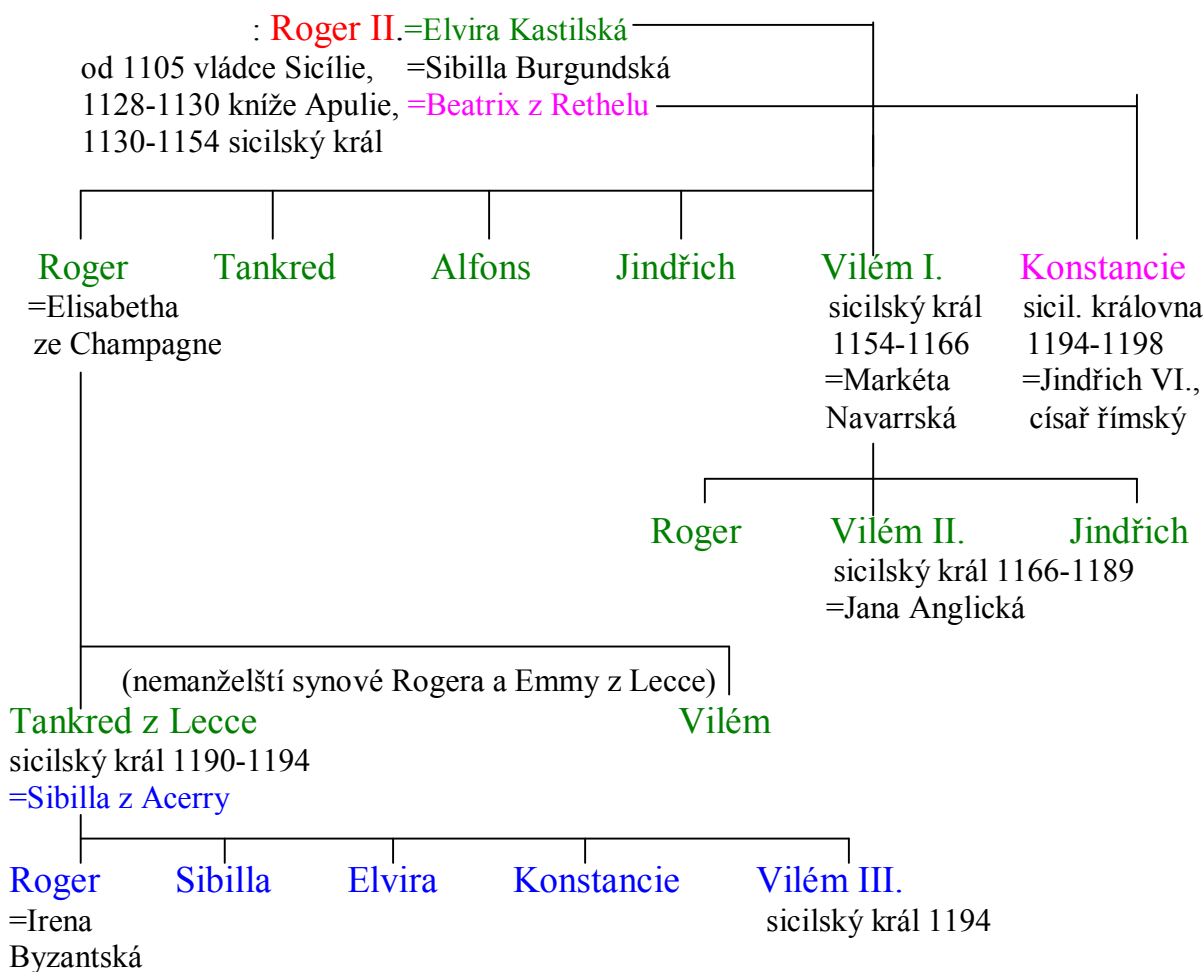 : Roger II.=Elvira Kastilská
od 1105 vládce Sicílie, =Sibilla Burgundská
1128-1130 kníže Apulie, =Beatrix z Rethelu
1130-1154 sicilský král
Roger Tankred Alfons Jindřich Vilém I. Konstancie
=Elisabetha sicilský král sicil. královna
ze Champagne 1154-1166 1194-1198
=Markéta =Jindřich VI.,
Navarrská císař římský
Roger Vilém II. Jindřich
sicilský král 1166-1189
=Jana Anglická
(nemanželští synové Rogera a Emmy z Lecce)
Tankred z Lecce Vilém
sicilský král 1190-1194
=Sibilla z Acerry
Roger Sibilla Elvira Konstancie Vilém III.
=Irena sicilský král 1194
Byzantská